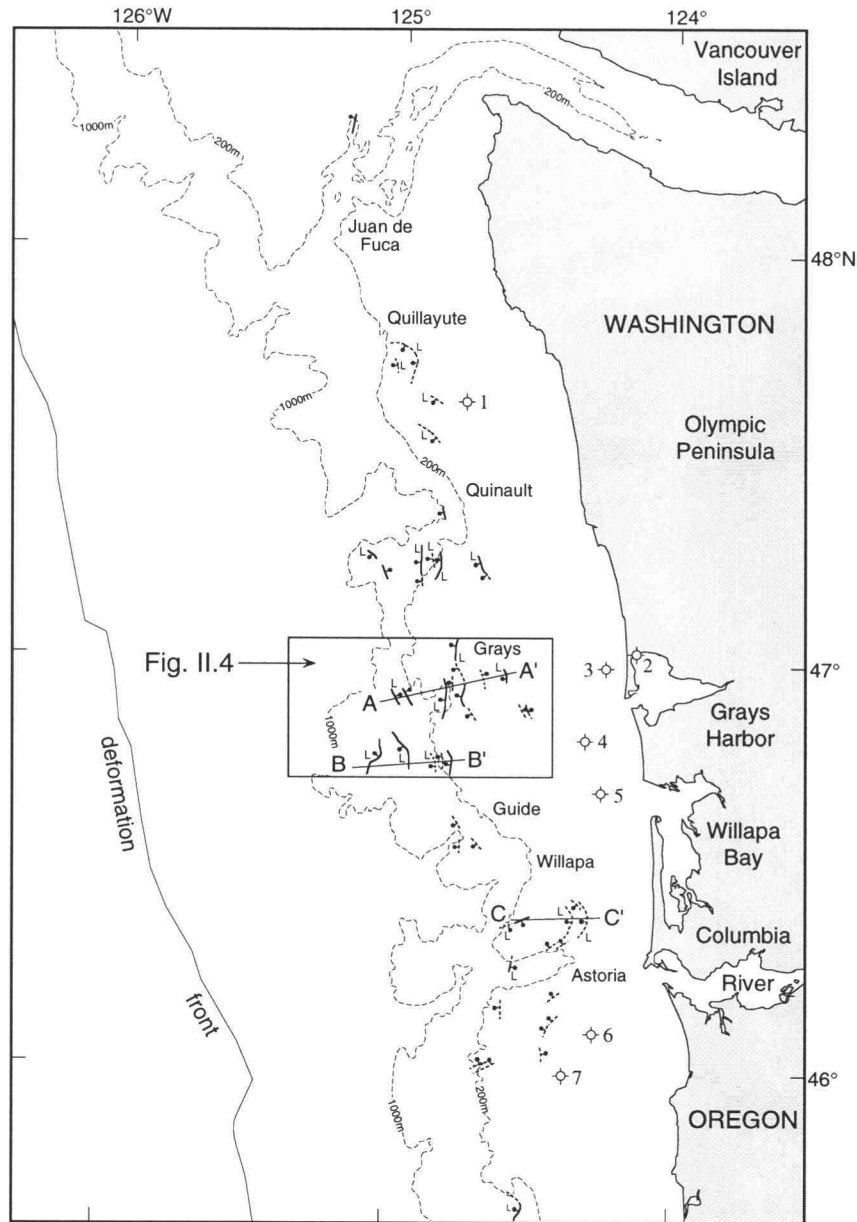 126°W
125°
124°
Vancouver
Island
200m
1000m
200m
Juan de
Fuca
48°N
Quillayute
WASHINGTON
L
L
1000m
L
1
Olympic
Peninsula
L
200m
Quinault
L
L
L
L
L
L
Fig. II.4
Grays
L
3
2
47°
L
L
A'
A
1000m
4
Grays
Harbor
L
L
B
B'
5
Guide
Willapa
Bay
Willapa
deformation
front
C
C'
L
L
L
Columbia
River
Astoria
6
7
46°
1000m
200m
OREGON
L